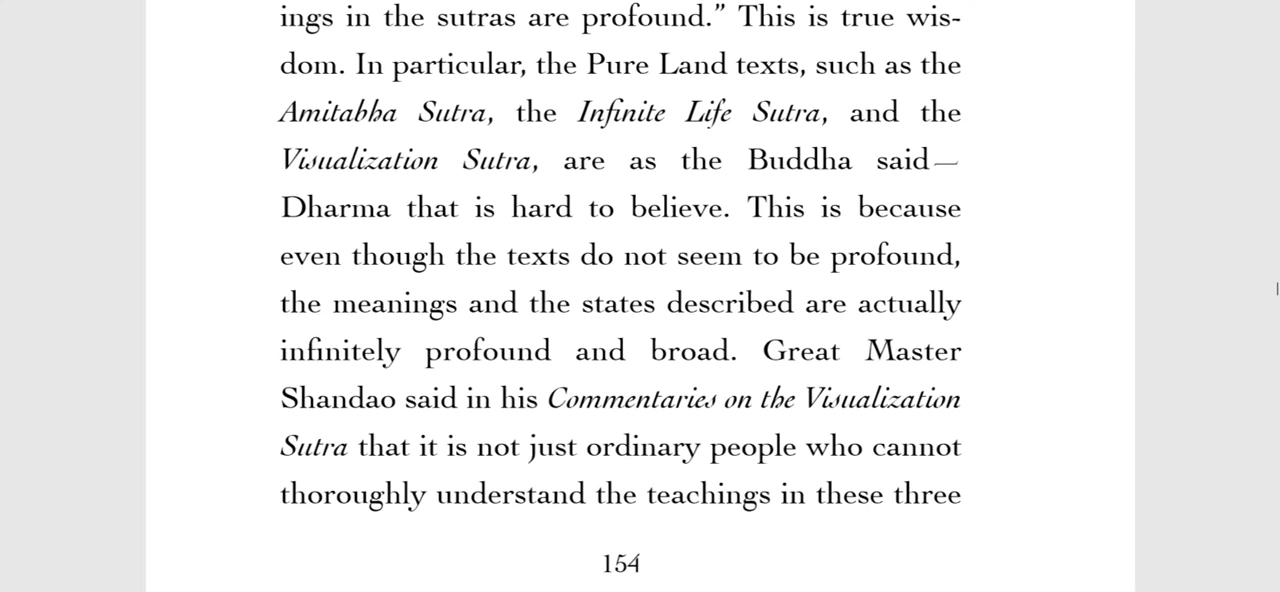 ings in the sutras are profound.” This is true wis-
dom. In particular, the Pure Land texts, such as the
Amitabha Sutra, the Infinite Life Sutra, and the
Visualization Sutra, are as the Buddha said—
Dharma that is hard to believe. This is because
even though the texts do not seem to be profound,
the meanings and the states described are actually
infinitely profound and broad. Great Master
Shandao said in his Commentaries on the Visualization
Sutra that it is not just ordinary people who cannot
thoroughly understand the teachings in these three
154